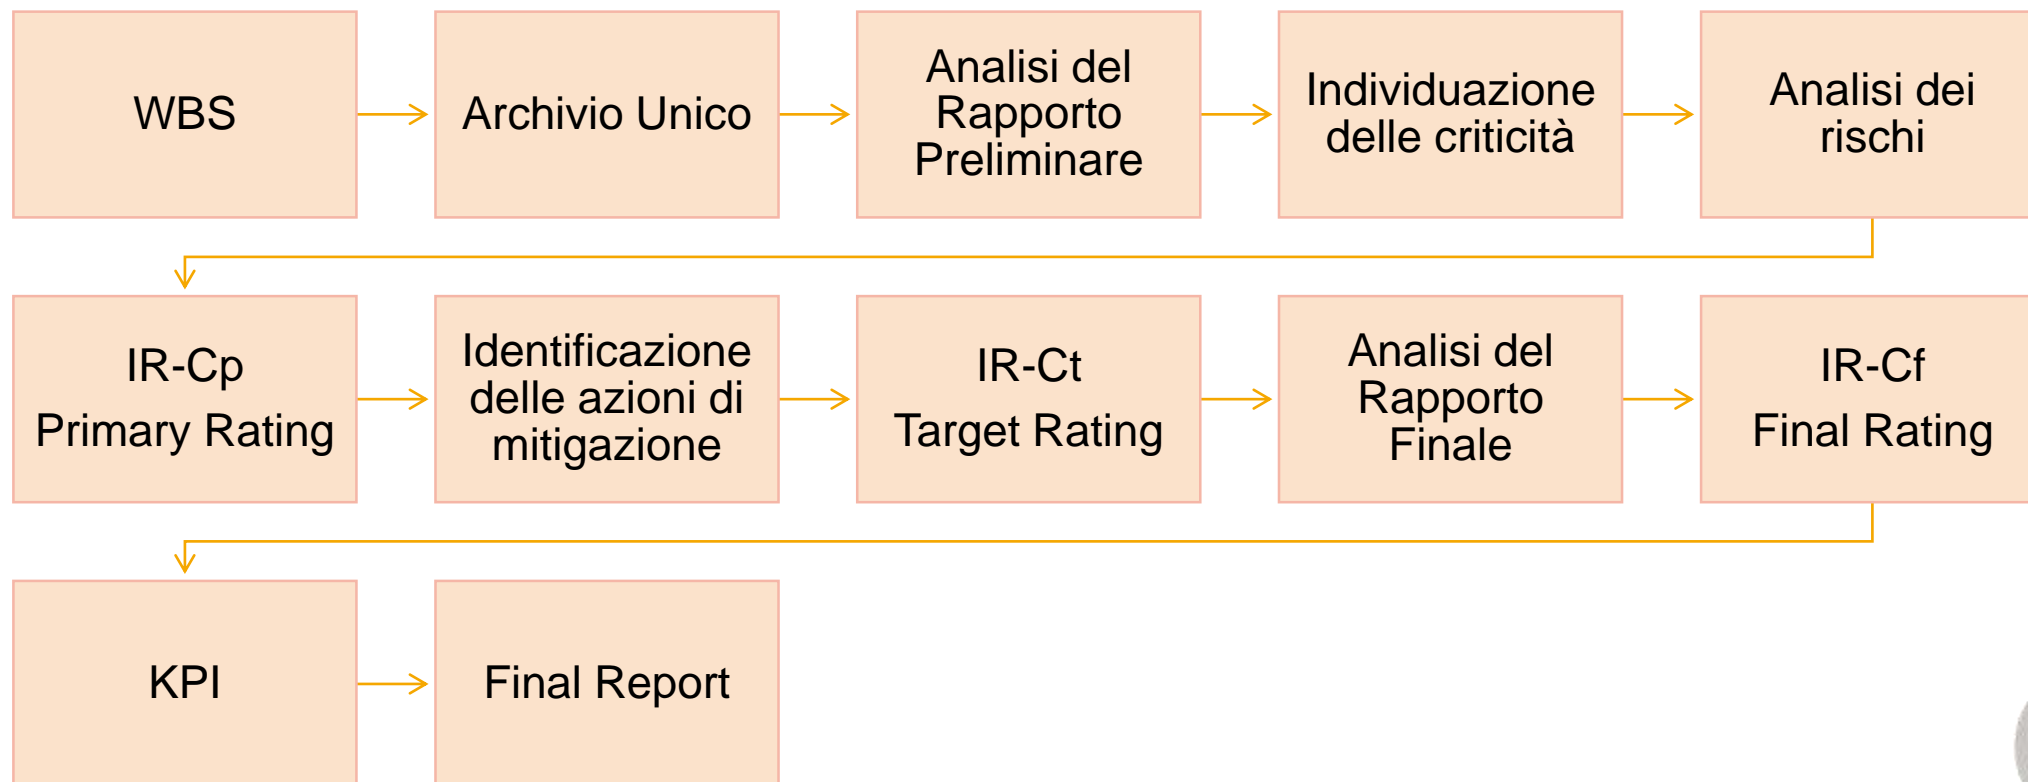 WBS
Archivio Unico
Analisi del
Rapporto
Preliminare
Individuazione
delle criticità
Analisi dei
rischi
IR-Cp
Primary Rating
Identificazione
delle azioni di
mitigazione
IR-Ct
Target Rating
Analisi del
Rapporto
Finale
IR-Cf
Final Rating
KPI
Final Report